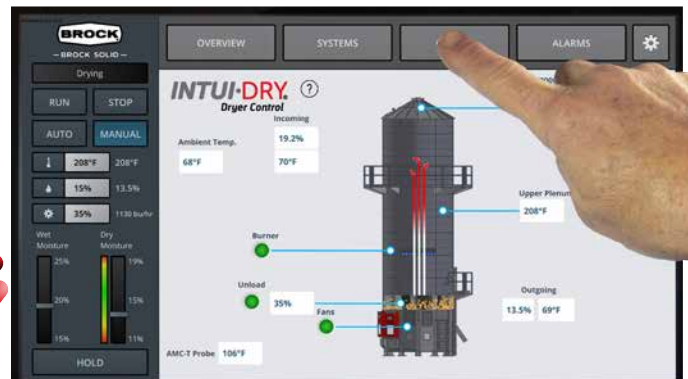 BROCK
– BROCK SOLID –
Drying
RUN STOP
AUTO MANUAL
208°F 208°F
15% 13.5%
35% 1130 bu/hr
Wet Moisture
Dry Moisture
25% 19%
20% 15%
15% 11%
HOLD
OVERVIEW SYSTEMS ALARMS
INTUI-DRY ?
Dryer Control
Ambient Temp.
68°F
Incoming
19.2%
70°F
Upper Plenum
208°F
Burner
Unload
35%
Fans
Outgoing
13.5% 69°F
AMC-T Probe 106°F